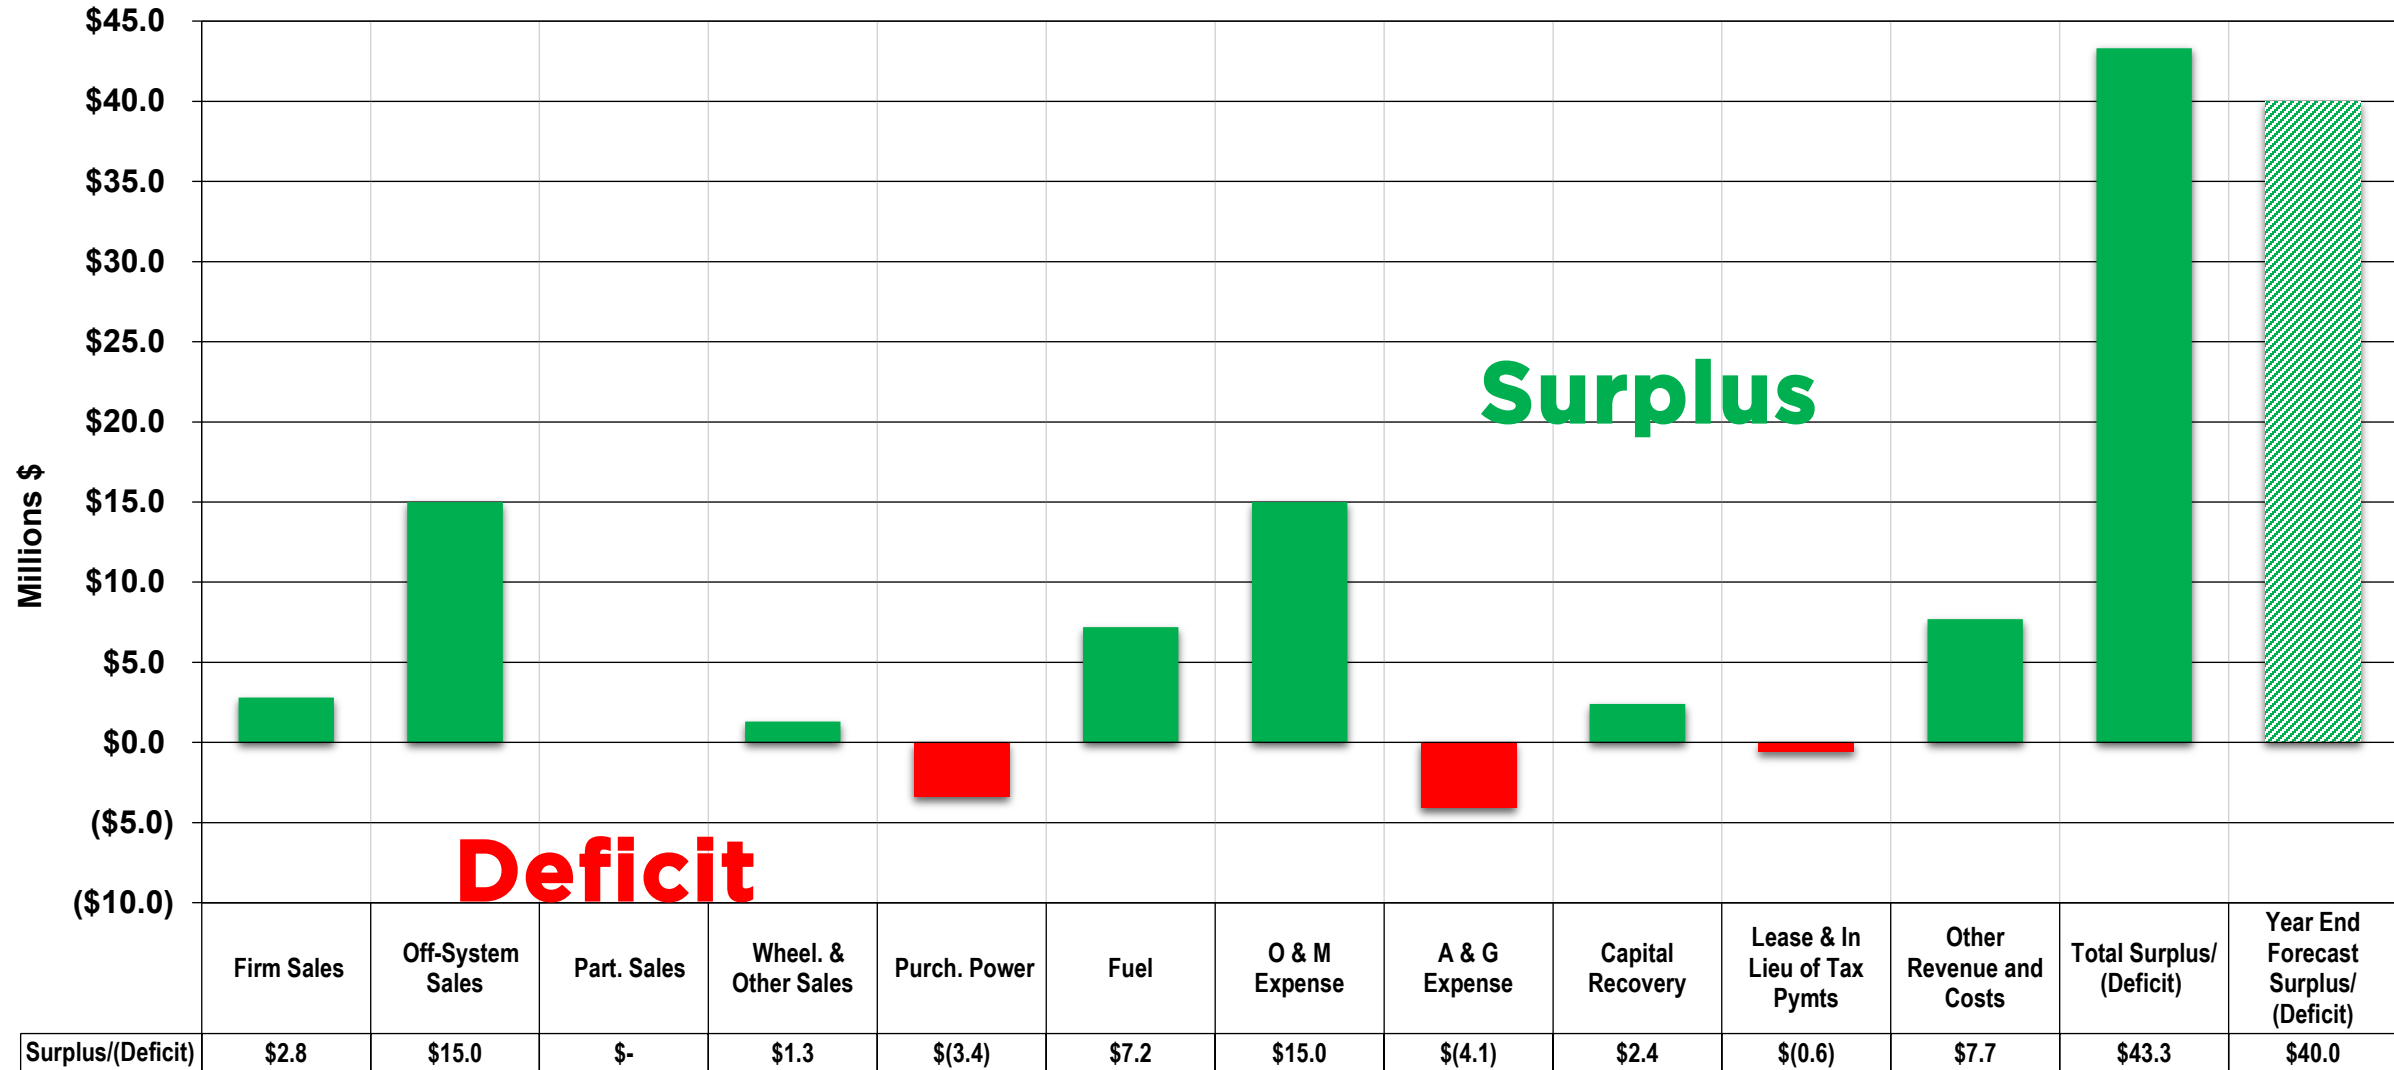 $45.0
$40.0
$35.0
$30.0
$25.0
$20.0
$15.0
$10.0
$5.0
$0.0
($5.0)
($10.0)
Millions $
Surplus
Deficit
Firm Sales
Off-System
Sales
Part. Sales
Wheel. &
Other Sales
Purch. Power
Fuel
O & M
Expense
A & G
Expense
Capital
Recovery
Lease & In
Lieu of Tax
Pymts
Other
Revenue and
Costs
Total Surplus/
(Deficit)
Year End
Forecast
Surplus/
(Deficit)
Surplus/(Deficit) $2.8 $15.0 $- $1.3 $(3.4) $7.2 $15.0 $(4.1) $2.4 $(0.6) $7.7 $43.3 $40.0